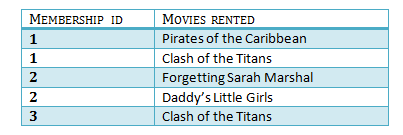 MEMBERSHIP ID MOVIES RENTED
1 Pirates of the Caribbean
1 Clash of the Titans
2 Forgetting Sarah Marshal
2 Daddy's Little Girls
3 Clash of the Titans